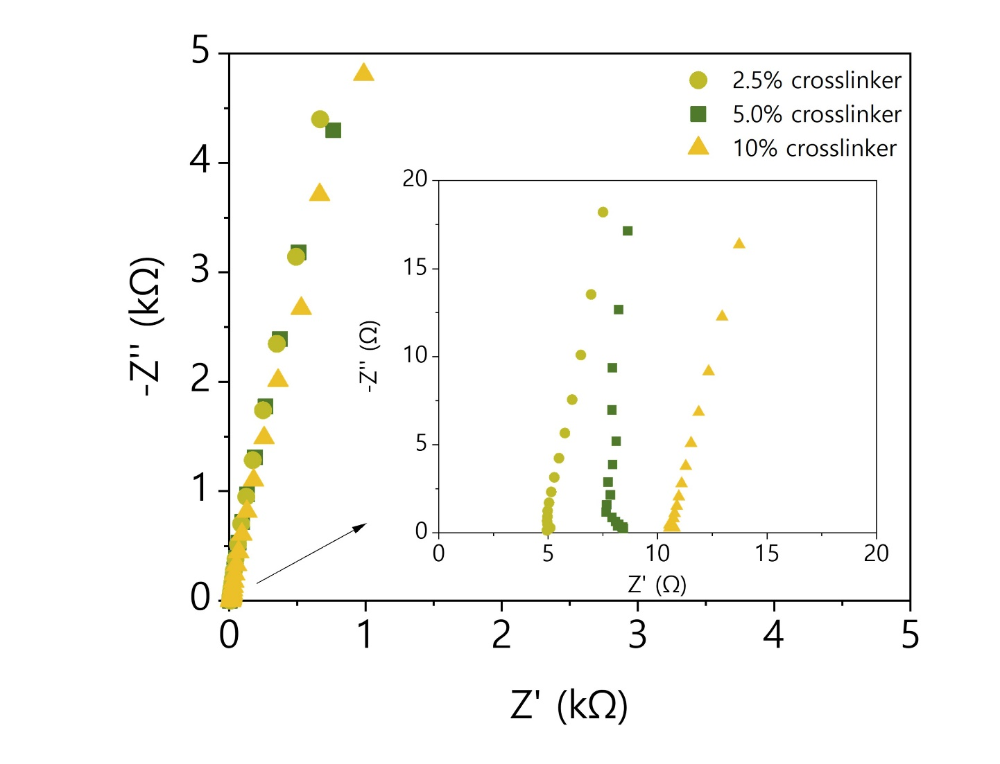 5
4
3
2
1
0
-Z'' (kΩ)
2.5% crosslinker
5.0% crosslinker
10% crosslinker
20
15
10
5
0
-Z'' (Ω)
0 5 10 15 20
Z' (Ω)
0 1 2 3 4 5
Z' (kΩ)